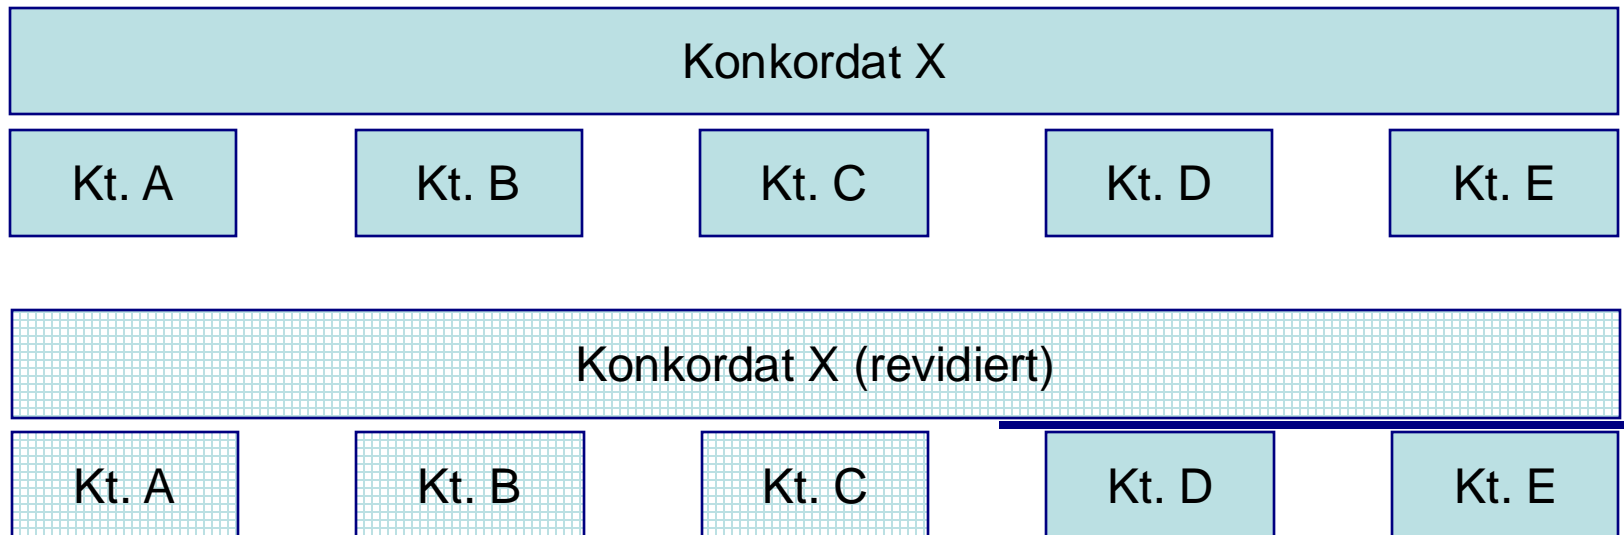 Konkordat X
Kt. A Kt. B Kt. C Kt. D Kt. E
Konkordat X (revidiert)
Kt. A Kt. B Kt. C Kt. D Kt. E